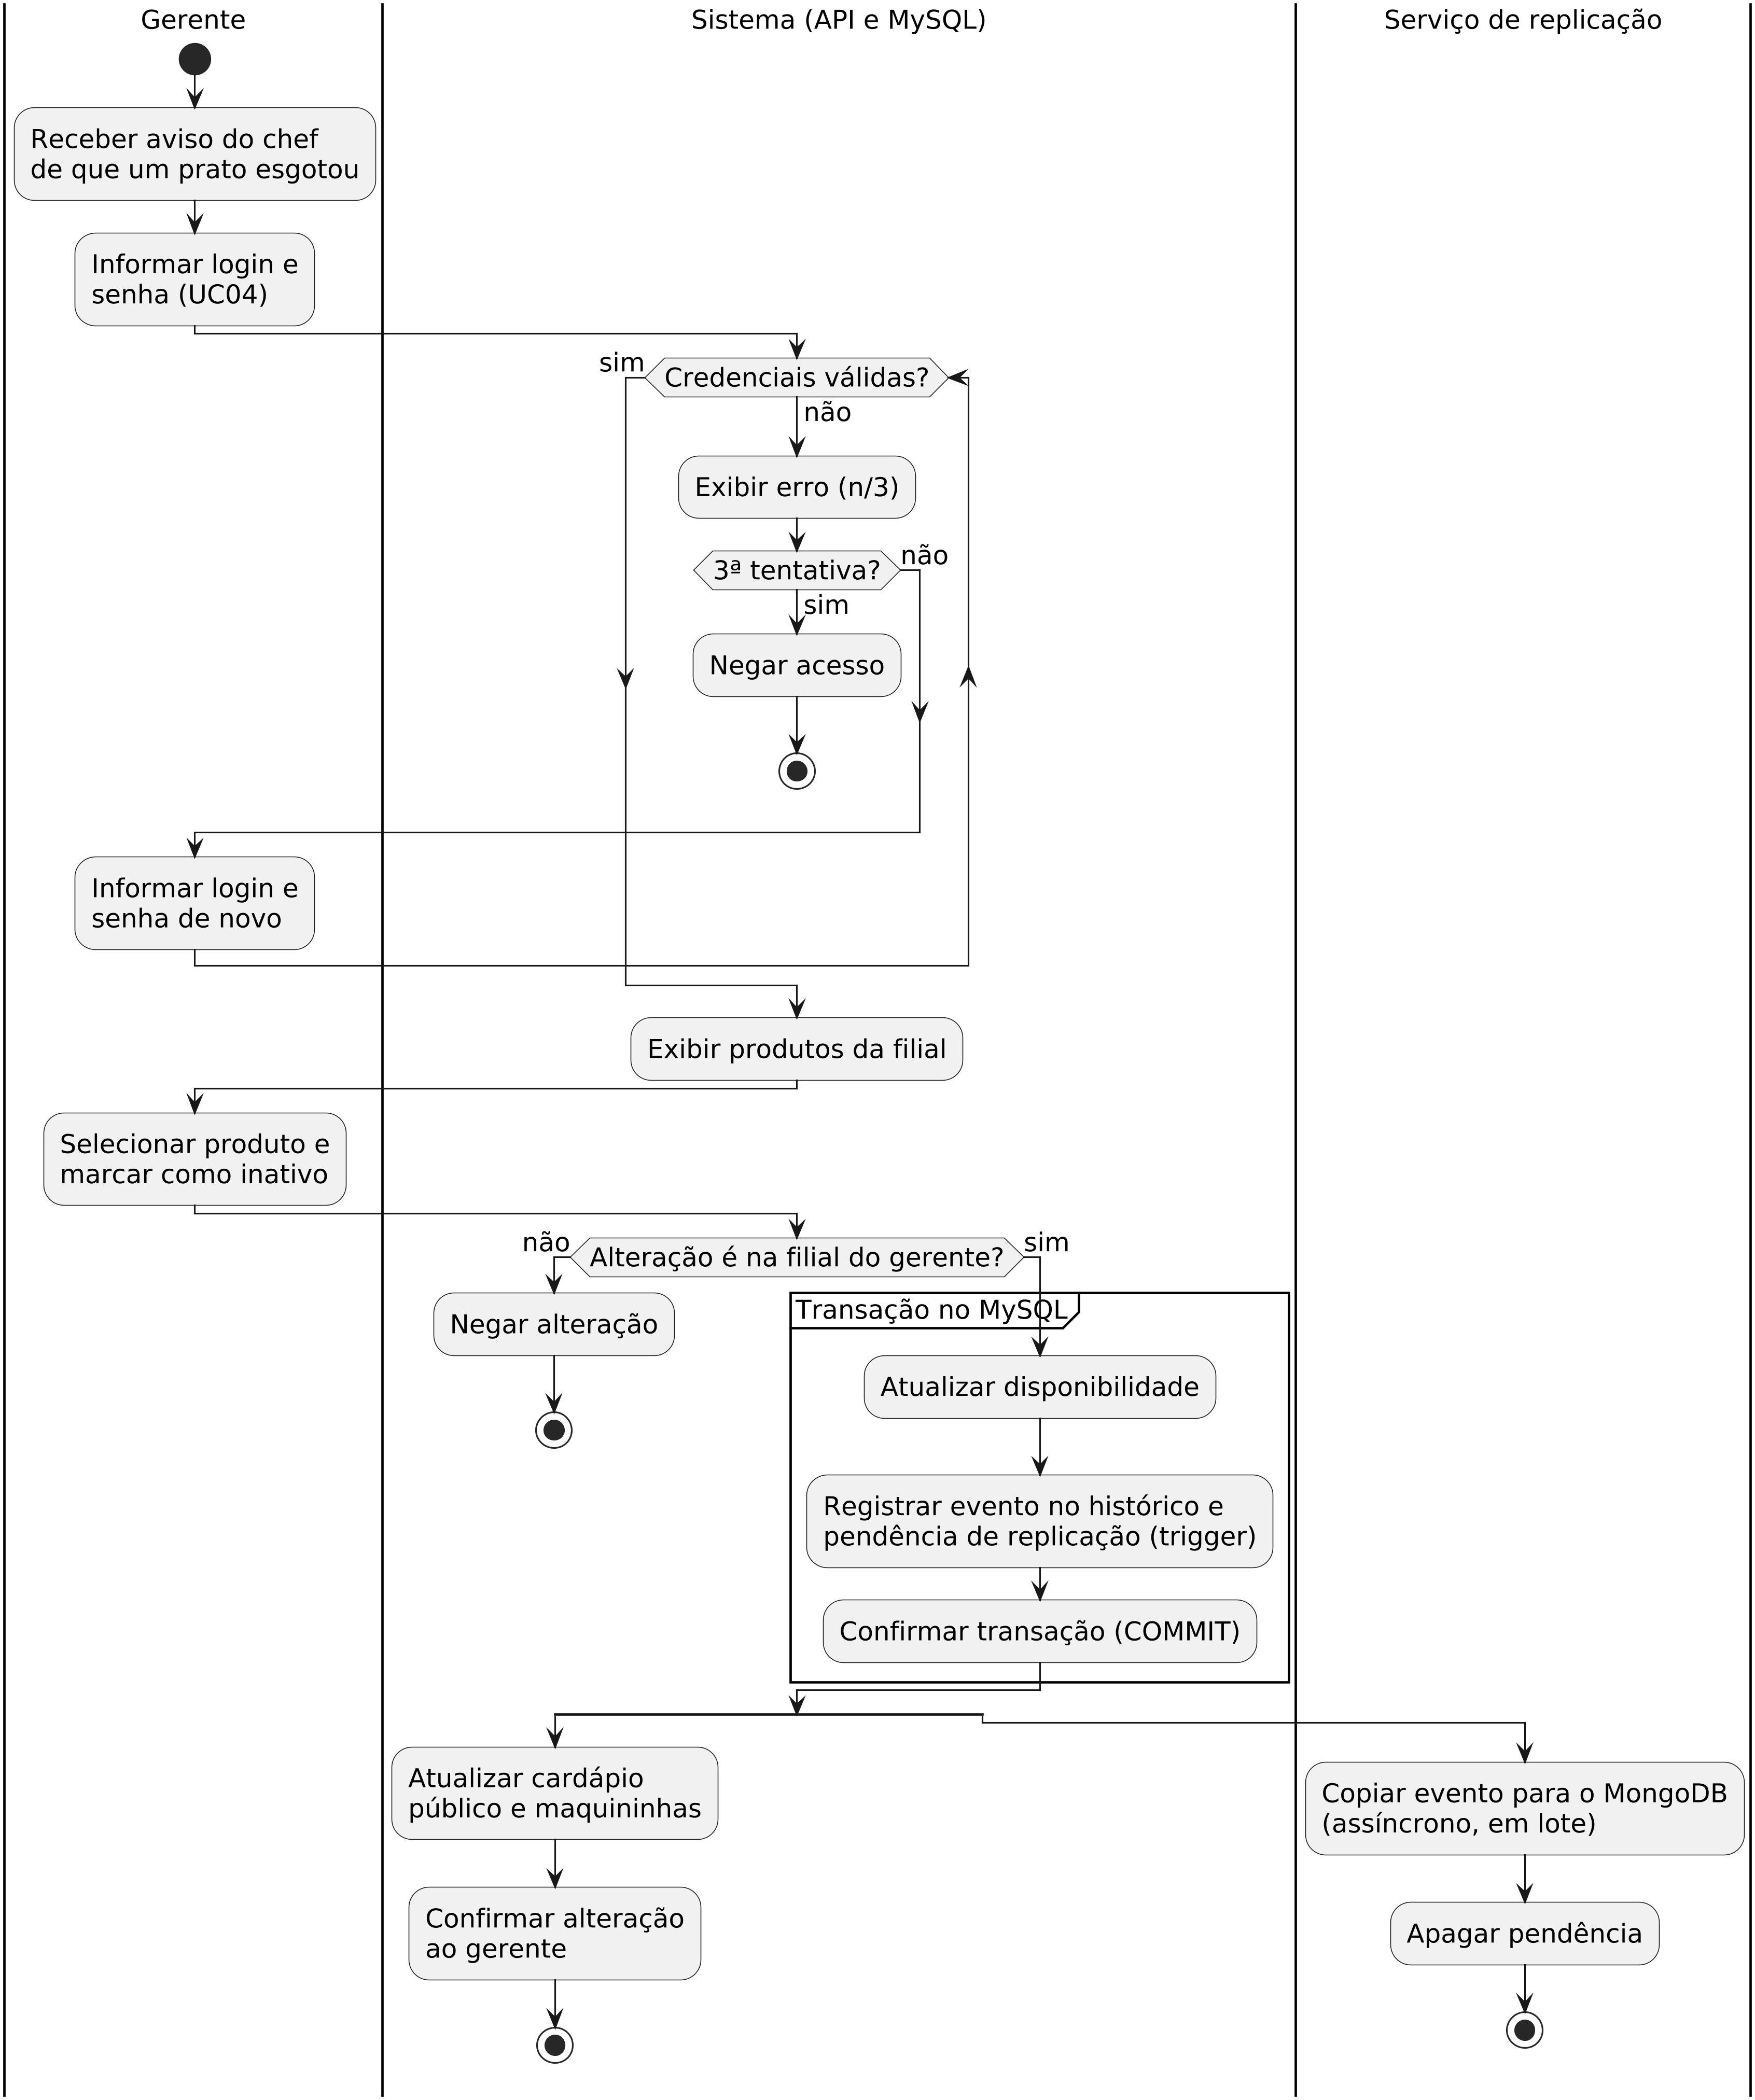 Gerente
Sistema (API e MySQL)
Serviço de replicação
Receber aviso do chef
de que um prato esgotou
Informar login e
senha (UC04)
sim
Credenciais válidas?
não
Exibir erro (n/3)
3ª tentativa?
não
sim
Negar acesso
Informar login e
senha de novo
Exibir produtos da filial
Selecionar produto e
marcar como inativo
não
Alteração é na filial do gerente?
sim
Negar alteração
Transação no MySQL
Atualizar disponibilidade
Registrar evento no histórico e
pendência de replicação (trigger)
Confirmar transação (COMMIT)
Atualizar cardápio
público e maquininhas
Confirmar alteração
ao gerente
Copiar evento para o MongoDB
(assíncrono, em lote)
Apagar pendência